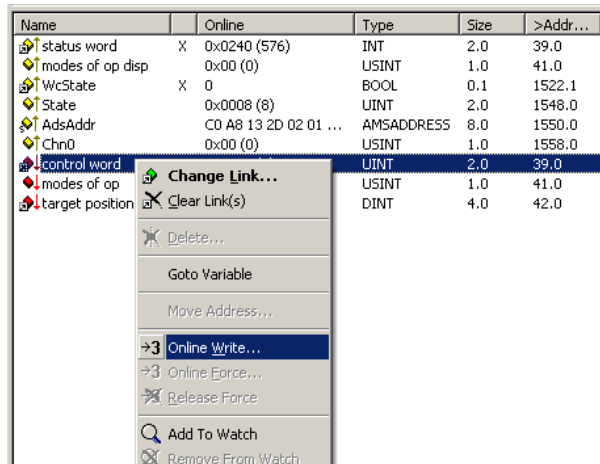 Name Online Type Size >Addr...
status word X 0x0240 (576) INT 2.0 39.0
modes of op disp 0x00 (0) USINT 1.0 41.0
WcState X 0 BOOL 0.1 1522.1
State 0x0008 (8) UINT 2.0 1548.0
AdsAddr C0 A8 13 2D 02 01 ... AMSADDRESS 8.0 1550.0
Chn0 0x00 (0) USINT 1.0 1558.0
control word UINT 2.0 39.0
modes of op USINT 1.0 41.0
target position DINT 4.0 42.0
Change Link...
Clear Link(s)
Delete...
Goto Variable
Move Address...
→3 Online Write...
→3 Online Force...
Release Force
Add To Watch
Remove From Watch